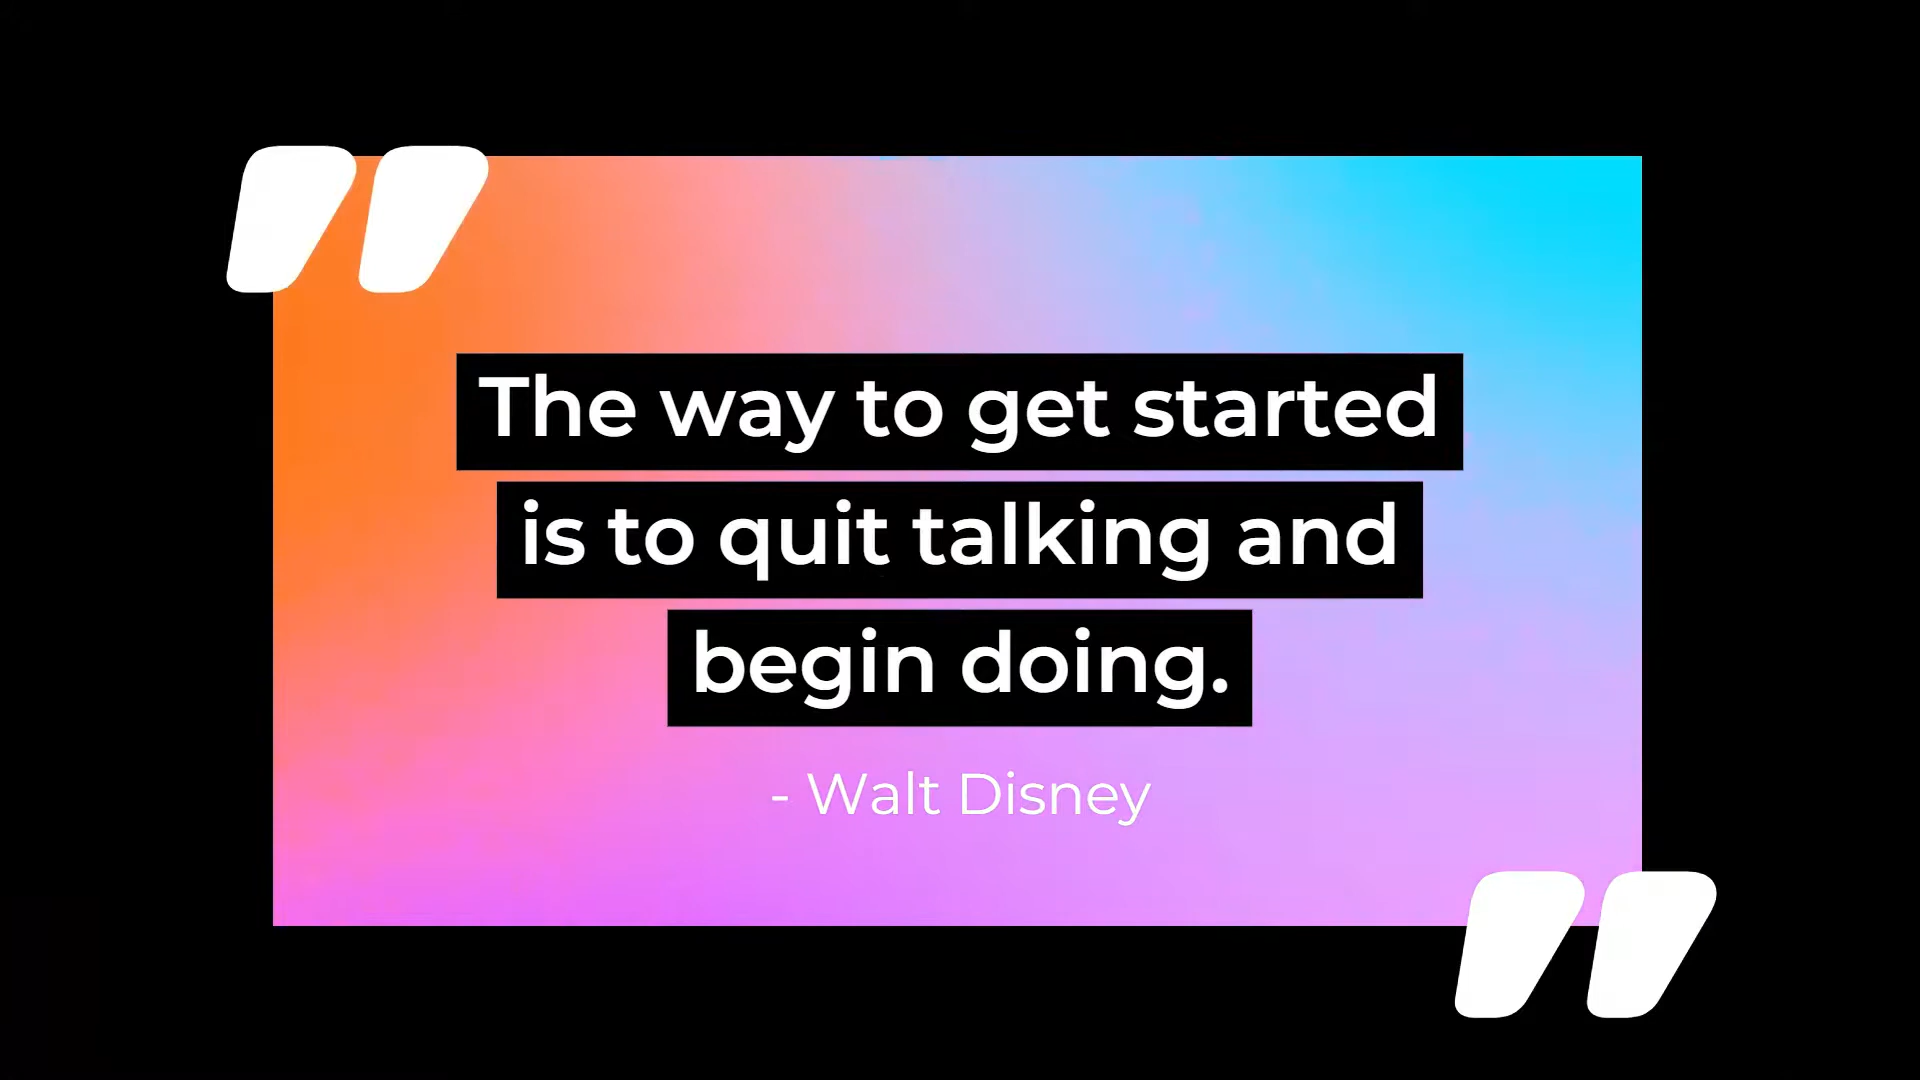 "
The way to get started
is to quit talking and
begin doing.
- Walt Disney
"